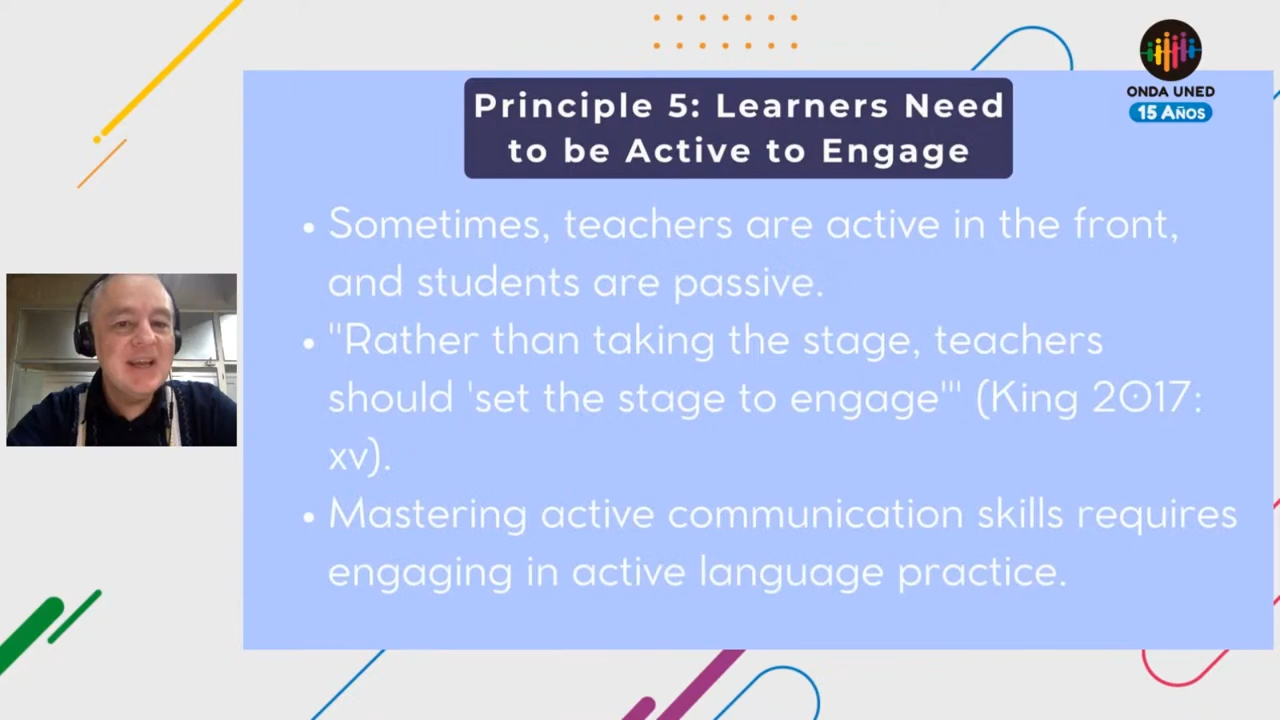 ONDA UNED
15 AÑOS
Principle 5: Learners Need
to be Active to Engage
• Sometimes, teachers are active in the front,
and students are passive.
• "Rather than taking the stage, teachers
should 'set the stage to engage'" (King 2017:
xv).
• Mastering active communication skills requires
engaging in active language practice.